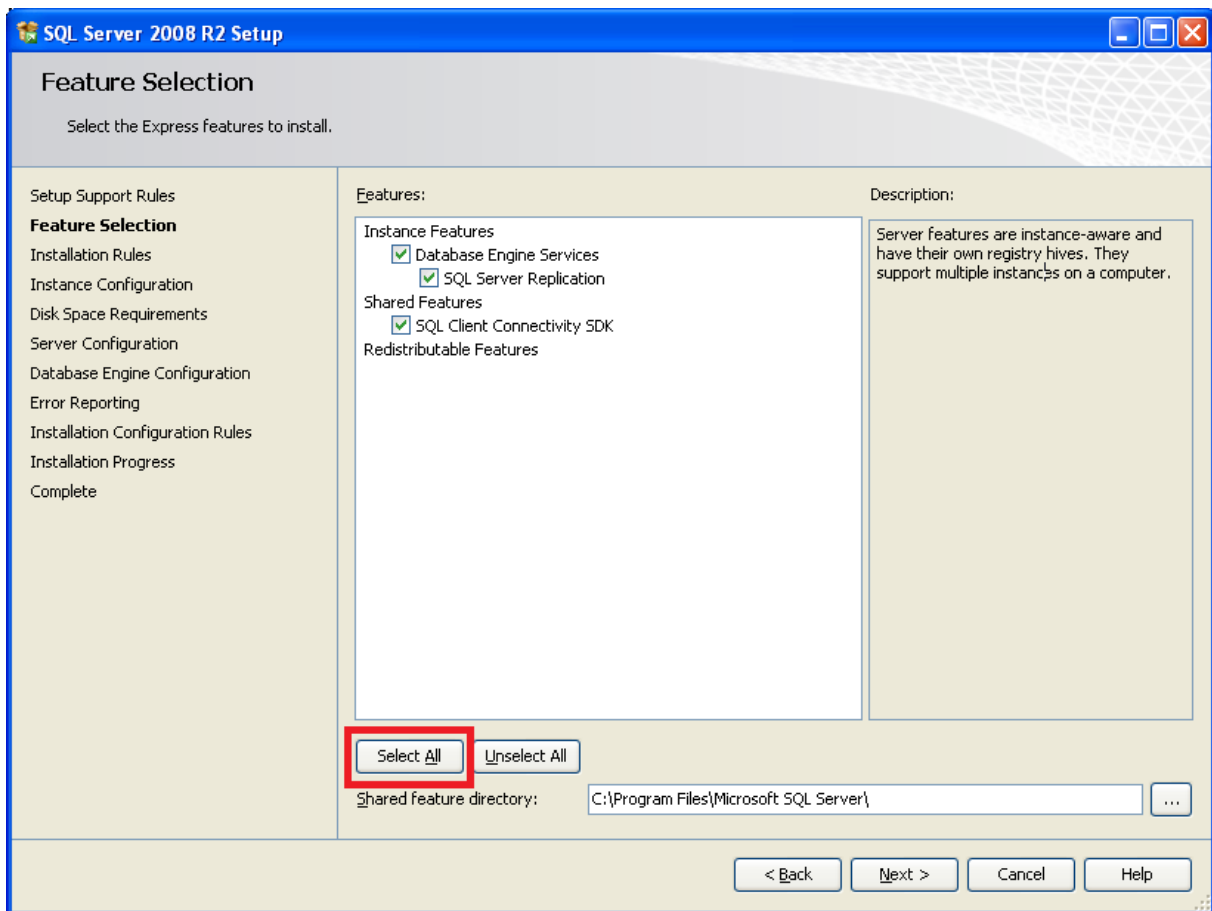 SQL Server 2008 R2 Setup
Feature Selection
Select the Express features to install.
Setup Support Rules
Feature Selection
Installation Rules
Instance Configuration
Disk Space Requirements
Server Configuration
Database Engine Configuration
Error Reporting
Installation Configuration Rules
Installation Progress
Complete
Features:
Instance Features
Database Engine Services
SQL Server Replication
Shared Features
SQL Client Connectivity SDK
Redistributable Features
Description:
Server features are instance-aware and
have their own registry hives. They
support multiple instances on a computer.
Select All
Unselect All
Shared feature directory:
C:\Program Files\Microsoft SQL Server\
...
< Back
Next >
Cancel
Help